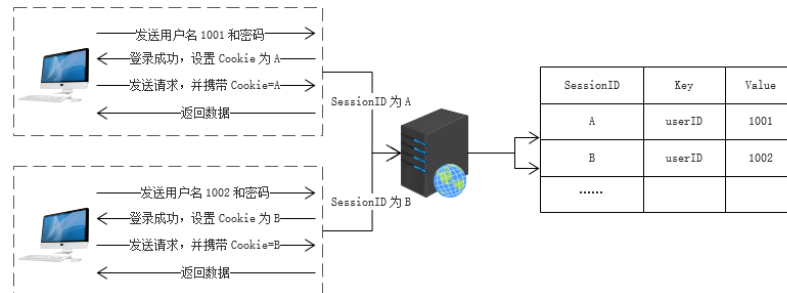 发送用户名 1001 和密码
登录成功，设置 Cookie 为 A
发送请求，并携带 Cookie=A
返回数据
SessionID 为 A
发送用户名 1002 和密码
登录成功，设置 Cookie 为 B
发送请求，并携带 Cookie=B
返回数据
SessionID 为 B
SessionID Key Value
A userID 1001
B userID 1002
……